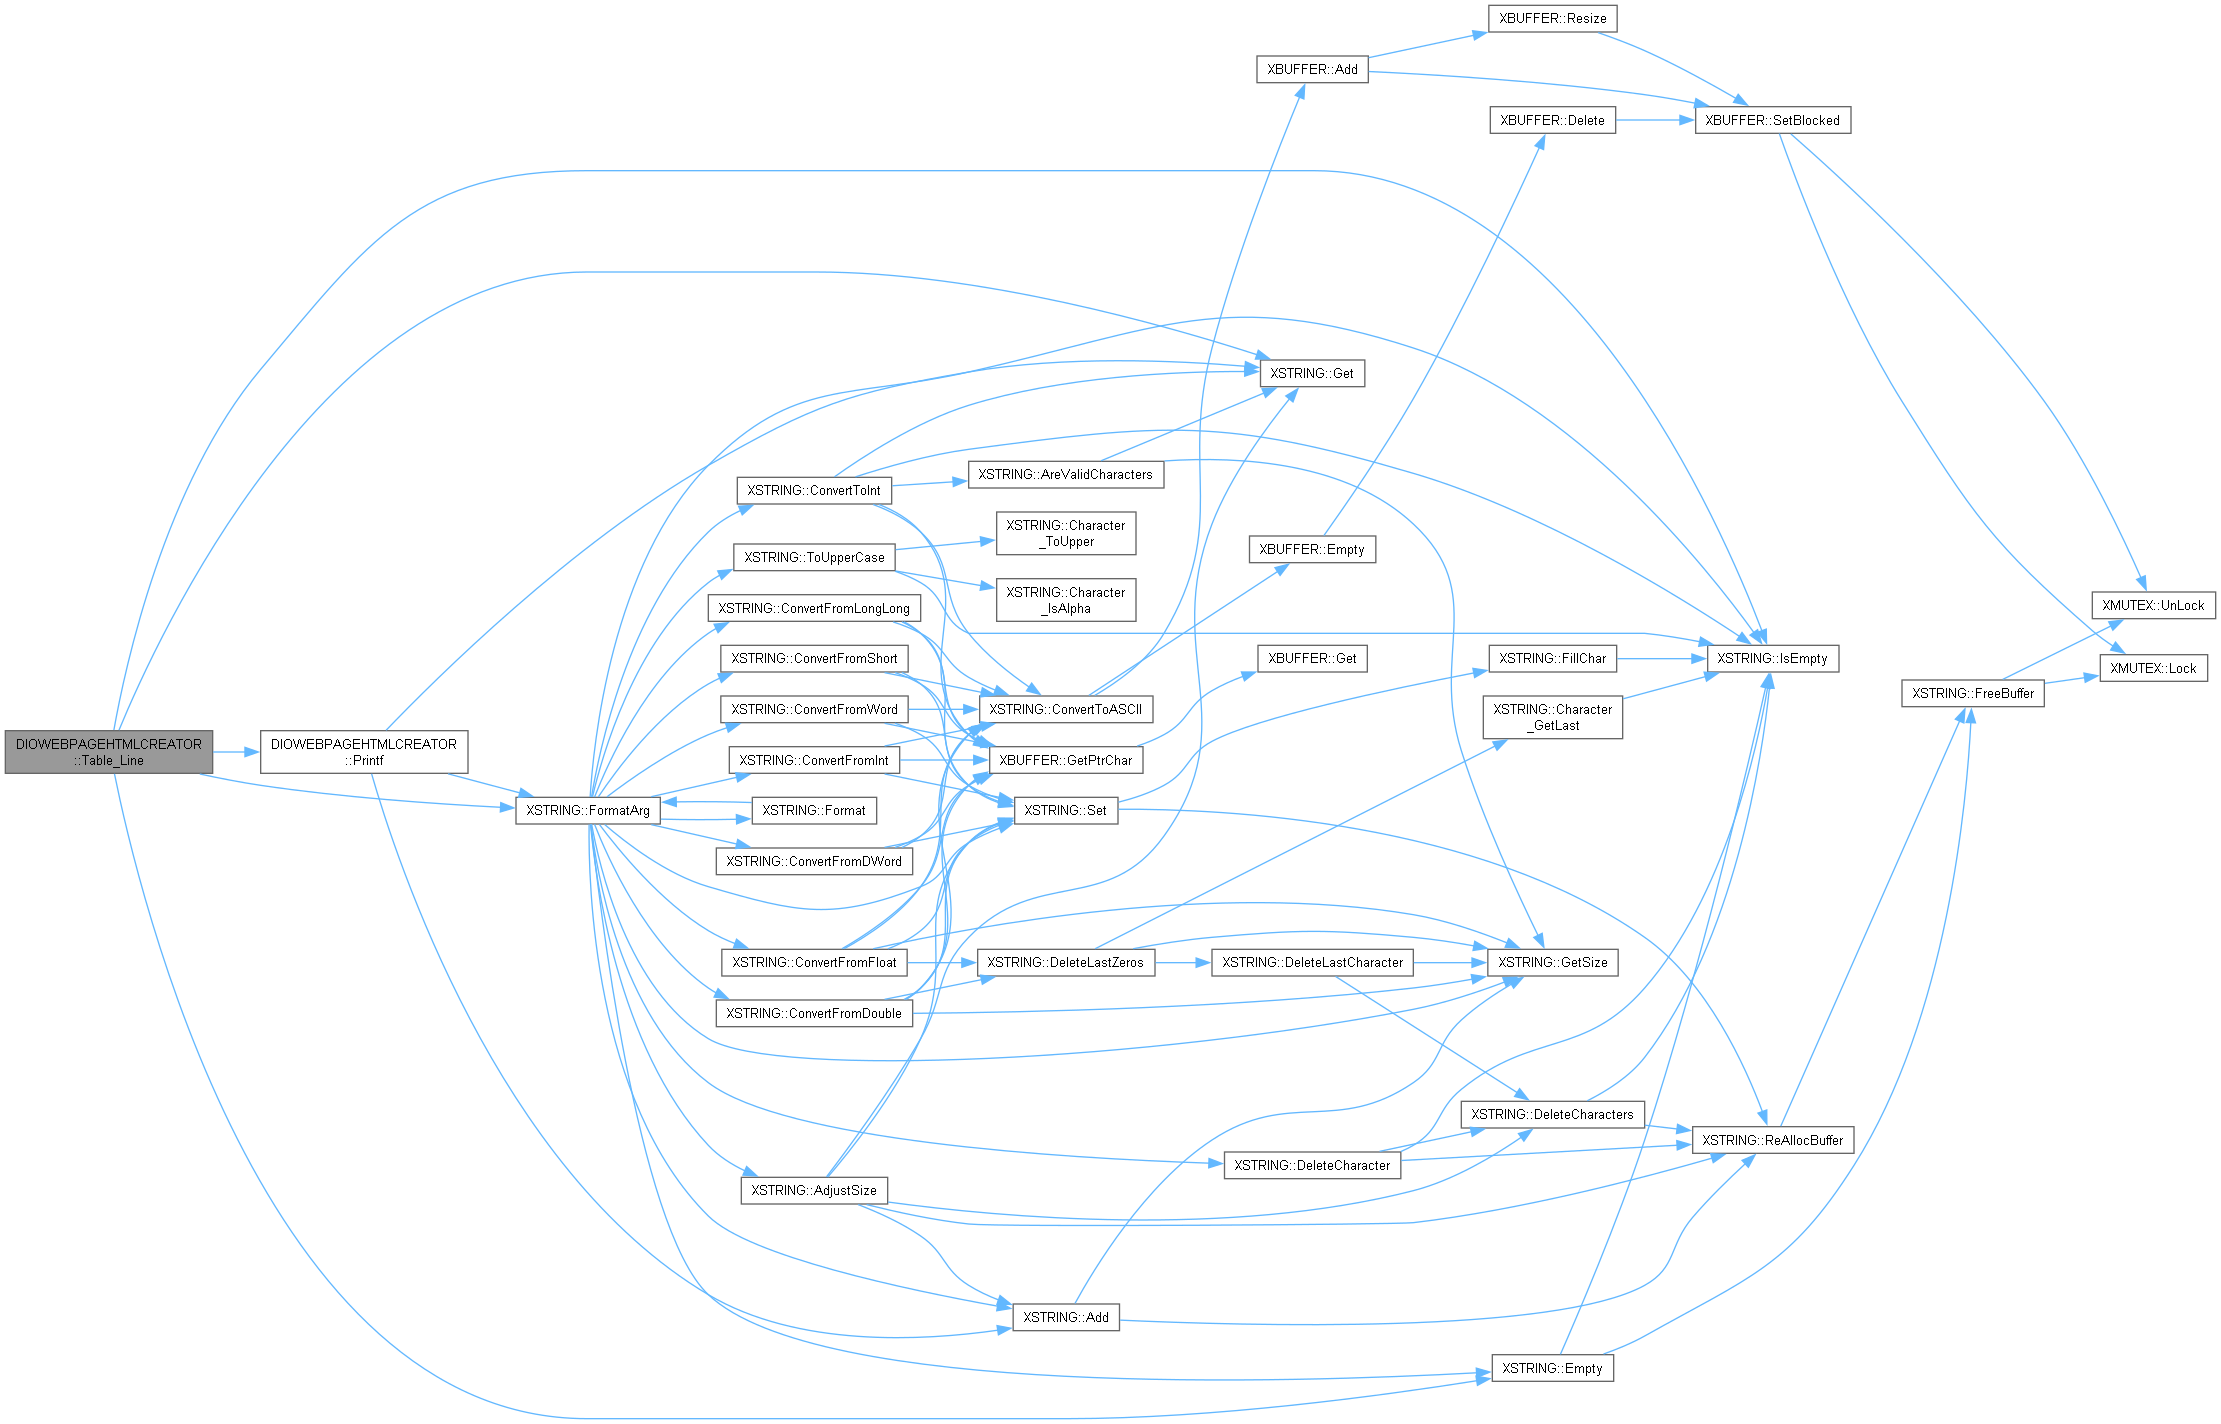 XBUFFER::Resize
XBUFFER::Add
XBUFFER::Delete
XBUFFER::SetBlocked
XSTRING::Get
XSTRING::AreValidCharacters
XSTRING::ConvertToInt
XSTRING::Character
_ToUpper
XSTRING::ToUpperCase
XBUFFER::Empty
XSTRING::Character
_IsAlpha
XSTRING::ConvertFromLongLong
XMUTEX::UnLock
XSTRING::ConvertFromShort
XBUFFER::Get
XSTRING::FillChar
XSTRING::IsEmpty
XMUTEX::Lock
XSTRING::FreeBuffer
XSTRING::ConvertFromWord
XSTRING::ConvertToASCII
XSTRING::Character
_GetLast
DIOWEBPAGEHTMLCREATOR
::Table_Line
DIOWEBPAGEHTMLCREATOR
::Printf
XSTRING::ConvertFromInt
XBUFFER::GetPtrChar
XSTRING::FormatArg
XSTRING::Format
XSTRING::Set
XSTRING::ConvertFromDWord
XSTRING::ConvertFromFloat
XSTRING::DeleteLastZeros
XSTRING::DeleteLastCharacter
XSTRING::GetSize
XSTRING::ConvertFromDouble
XSTRING::DeleteCharacters
XSTRING::ReAllocBuffer
XSTRING::DeleteCharacter
XSTRING::AdjustSize
XSTRING::Add
XSTRING::Empty